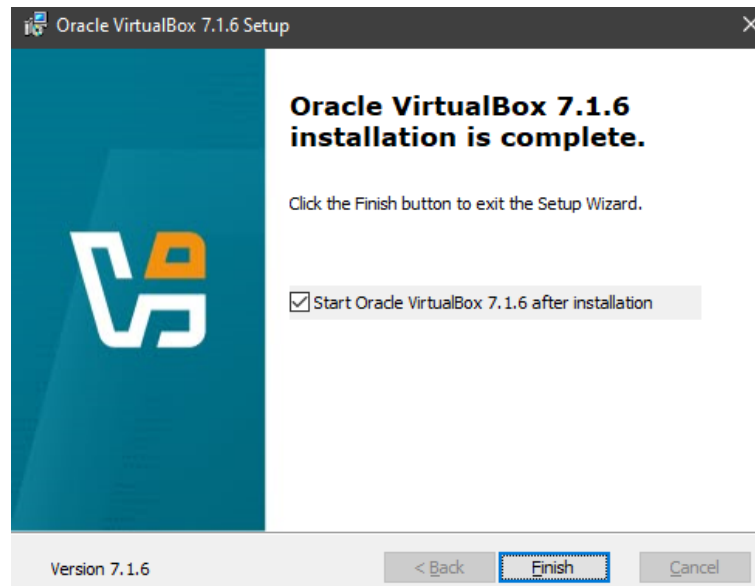 Oracle VirtualBox 7.1.6 Setup
Oracle VirtualBox 7.1.6
installation is complete.
Click the Finish button to exit the Setup Wizard.
Start Oracle VirtualBox 7.1.6 after installation
Version 7.1.6
< Back
Finish
Cancel